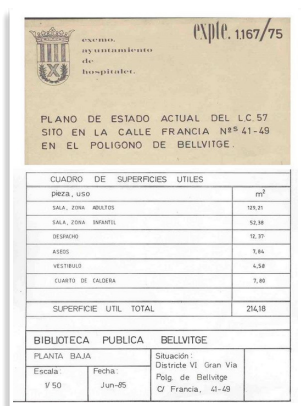 excmo.
ayuntamiento
de
hospitalet.
expte. 1.167/75
PLANO DE ESTADO ACTUAL DEL L.C. 57
SITO EN LA CALLE FRANCIA Nºs 41-49
EN EL POLIGONO DE BELLVITGE.
CUADRO DE SUPERFICIES UTILES
pieza, uso m²
SALA, ZONA ADULTOS 129,21
SALA, ZONA INFANTIL 52,38
DESPACHO 12,37
ASEOS 7,84
VESTIBULO 4,58
CUARTO DE CALDERA 7,80
SUPERFICIE UTIL TOTAL 214,18
BIBLIOTECA PUBLICA BELLVITGE
PLANTA BAJA
Escala:
1/50
Fecha:
Jun-85
Situación:
Districte VI Gran Via
Polg. de Bellvitge
C/ Francia, 41-49